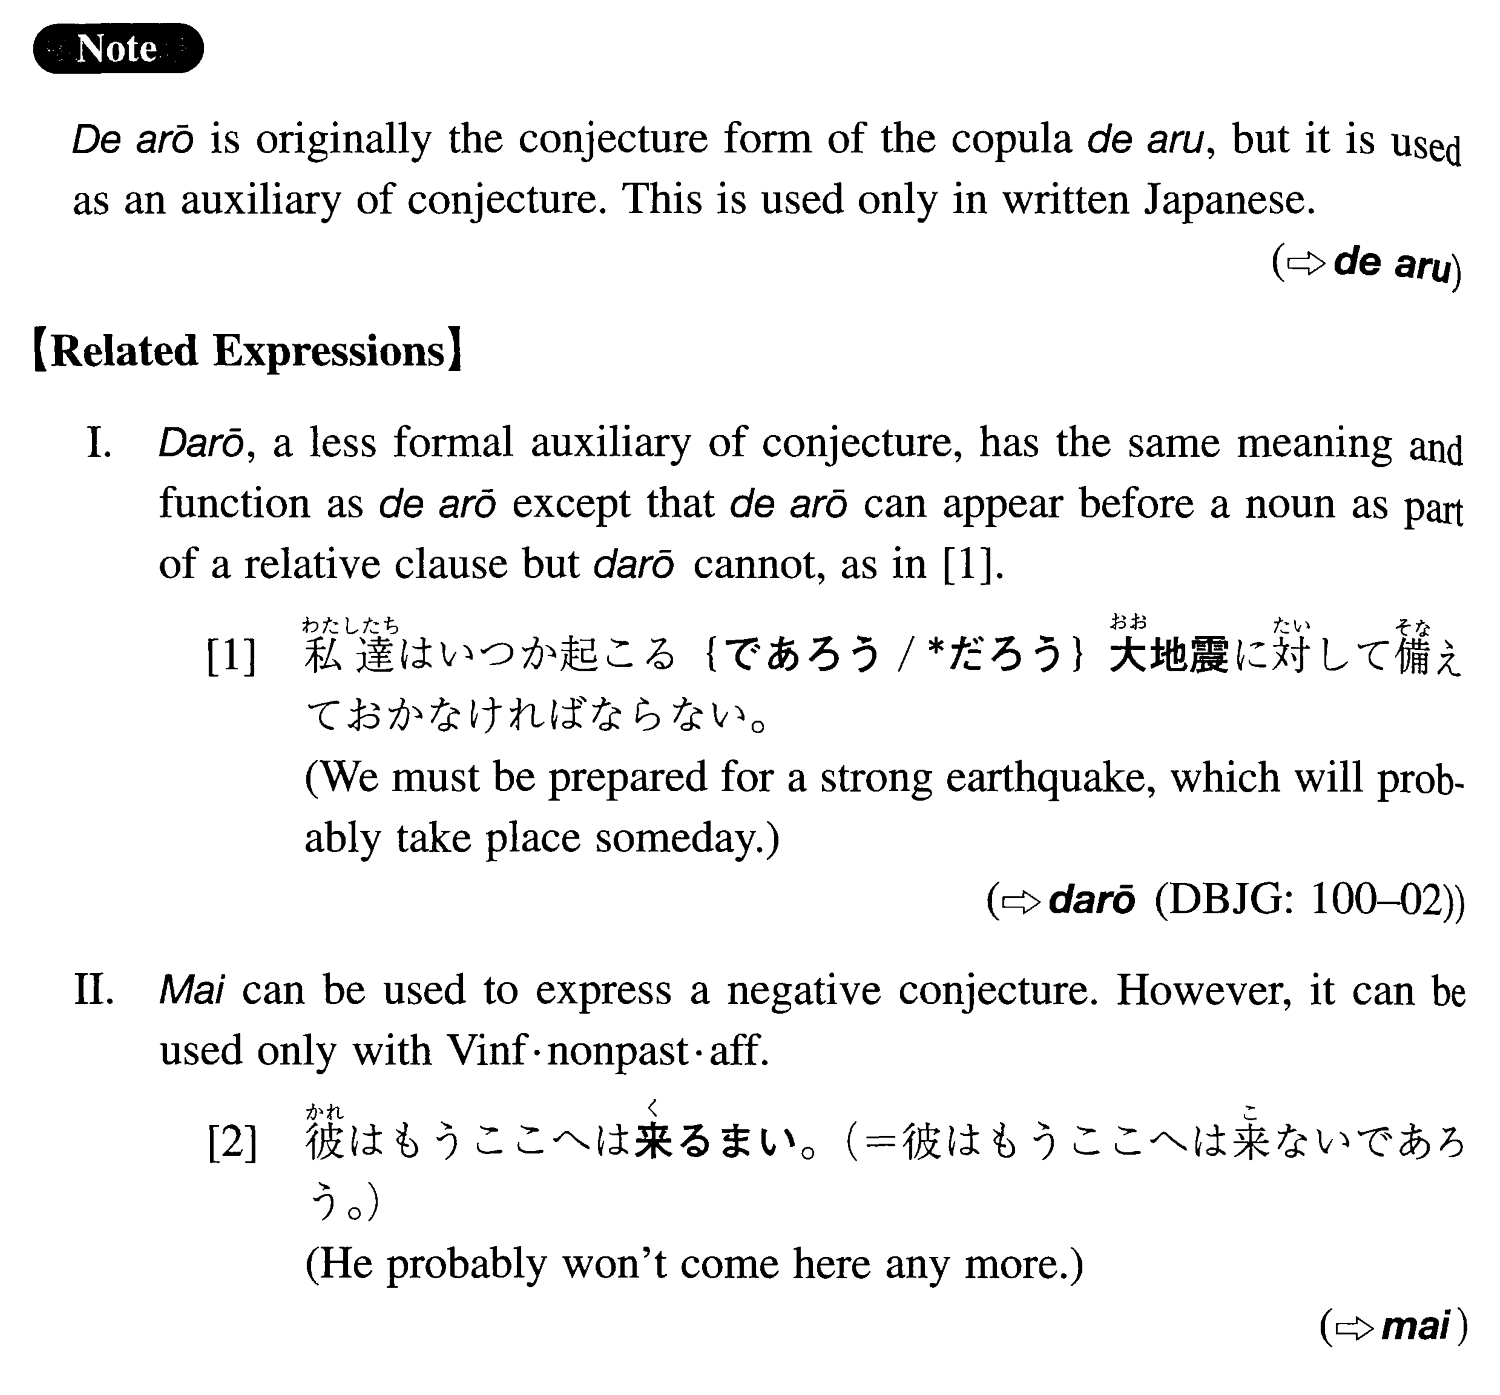 Note
De arō is originally the conjecture form of the copula de aru, but it is used
as an auxiliary of conjecture. This is used only in written Japanese.
(⇨de aru)
【Related Expressions】
I. Darō, a less formal auxiliary of conjecture, has the same meaning and
function as de arō except that de arō can appear before a noun as part
of a relative clause but darō cannot, as in [1].
わたしたち おお たい そな
[1] 私達はいつか起こる {であろう / *だろう} 大地震に対して備え
ておかなければならない。
(We must be prepared for a strong earthquake, which will prob-
ably take place someday.)
(⇨darō (DBJG: 100–02))
II. Mai can be used to express a negative conjecture. However, it can be
used only with Vinf·nonpast·aff.
かれ く こ
[2] 彼はもうここへは来るまい。(=彼はもうここへは来ないであろ
う。)
(He probably won't come here any more.)
(⇨mai)